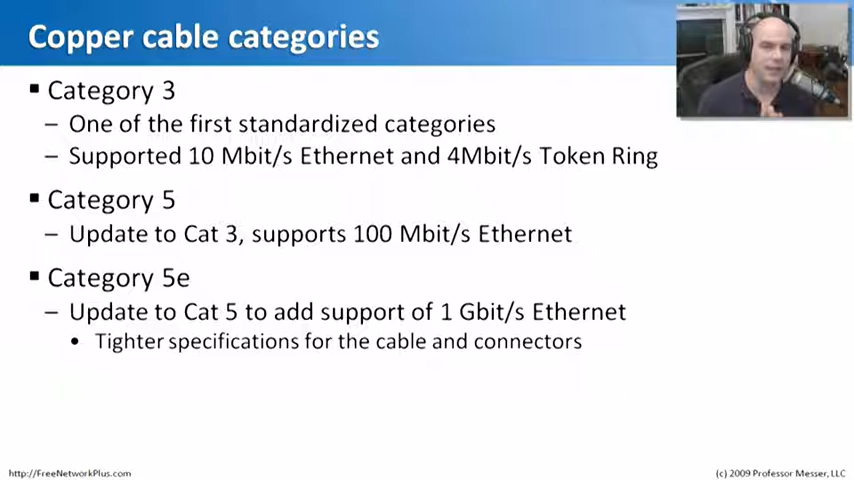 Copper cable categories
▪ Category 3
– One of the first standardized categories
– Supported 10 Mbit/s Ethernet and 4Mbit/s Token Ring
▪ Category 5
– Update to Cat 3, supports 100 Mbit/s Ethernet
▪ Category 5e
– Update to Cat 5 to add support of 1 Gbit/s Ethernet
• Tighter specifications for the cable and connectors
http://FreeNetworkPlus.com
(c) 2009 Professor Messer, LLC